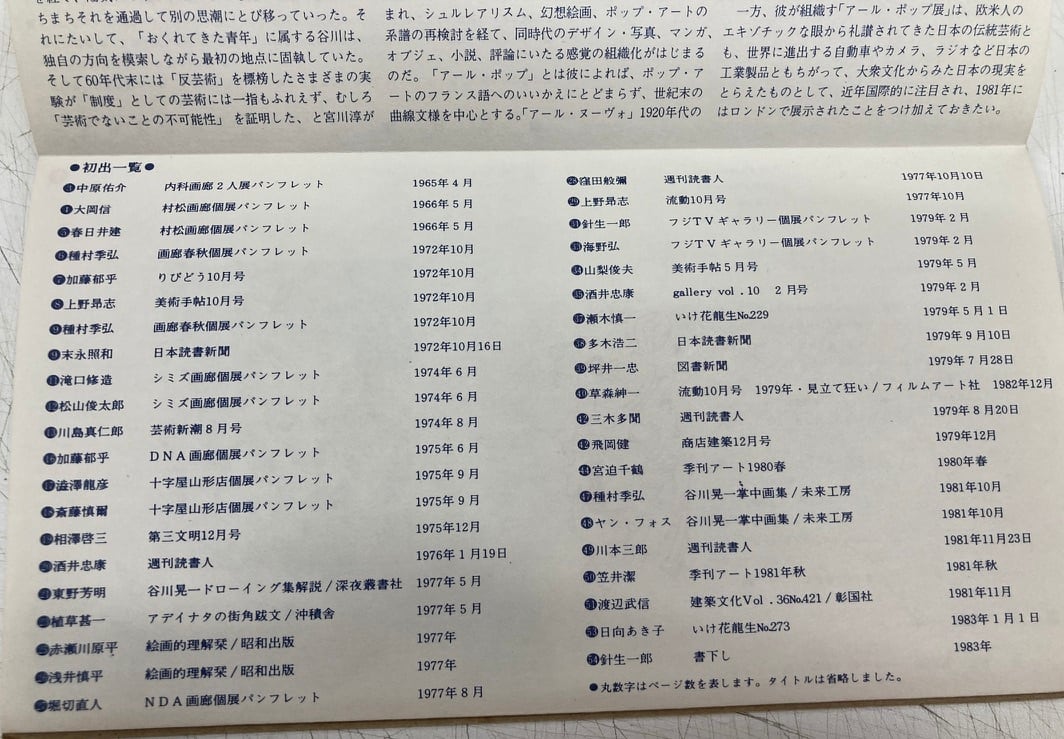 ちまちそれを通過して別の思潮にとび移っていった。そ
れにたいして、「おくれてきた青年」に属する谷川は、
独自の方向を模索しながら最初の地点に固執していた。
そして60年代末には「反芸術」を標榜したさまざまの実
験が「制度」としての芸術には一指もふれえず、むしろ
「芸術でないことの不可能性」を証明した、と宮川淳が
まれ、シュルレアリスム、幻想絵画、ポップ・アートの
系譜の再検討を経て、同時代のデザイン・写真、マンガ、
オブジェ、小説、評論にいたる感覚の組織化がはじまる
のだ。「アール・ポップ」とは彼によれば、ポップ・ア
ートのフランス語へのいいかえにとどまらず、世紀末の
曲線文様を中心とする。「アール・ヌーヴォ」1920年代の
一方、彼が組織す「アール・ポップ展」は、欧米人の
エキゾチックな眼から礼讃されてきた日本の伝統芸術と
も、世界に進出する自動車やカメラ、ラジオなど日本の
工業製品ともちがって、大衆文化からみた日本の現実を
とらえたものとして、近年国際的に注目され、1981年に
はロンドンで展示されたことをつけ加えておきたい。
●初出一覧●
中原佑介 内科画廊2人展パンフレット 1965年4月
大岡信 村松画廊個展パンフレット 1966年5月
春日井建 村松画廊個展パンフレット 1966年5月
種村季弘 画廊春秋個展パンフレット 1972年10月
❼加藤郁乎 りびどう10月号 1972年10月
❽上野昂志 美術手帖10月号 1972年10月
❾種村季弘 画廊春秋個展パンフレット 1972年10月
❾末永照和 日本読書新聞 1972年10月16日
滝口修造 シミズ画廊個展パンフレット 1974年6月
松山俊太郎 シミズ画廊個展パンフレット 1974年6月
川島真仁郎 芸術新潮8月号 1974年8月
加藤郁乎 DNA画廊個展パンフレット 1975年6月
澁澤龍彦 十字屋山形店個展パンフレット 1975年9月
斎藤慎爾 十字屋山形店個展パンフレット 1975年9月
相澤啓三 第三文明12月号 1975年12月
酒井忠康 週刊読書人 1976年1月19日
東野芳明 谷川晃一ドローイング集解説/深夜叢書社 1977年5月
植草甚一 アデイナタの街角跋文/沖積舎 1977年5月
赤瀬川原平 絵画的理解栞/昭和出版 1977年
浅井慎平 絵画的理解栞/昭和出版 1977年
堀切直人 NDA画廊個展パンフレット 1977年8月
窪田般彌 週刊読書人 1977年10月10日
上野昂志 流動10月号 1977年10月
針生一郎 フジTVギャラリー個展パンフレット 1979年2月
海野弘 フジTVギャラリー個展パンフレット 1979年2月
山梨俊夫 美術手帖5月号 1979年5月
酒井忠康 gallery vol.10 2月号 1979年2月
㊲瀬木慎一 いけ花龍生№229 1979年5月1日
多木浩二 日本読書新聞 1979年9月10日
坪井一忠 図書新聞 1979年7月28日
㊵草森紳一 流動10月号 1979年・見立て狂い/フィルムアート社 1982年12月
㊷三木多聞 週刊読書人 1979年8月20日
飛岡健 商店建築12月号 1979年12月
㊹宮迫千鶴 季刊アート1980春 1980年春
㊼種村季弘 谷川晃一掌中画集/未来工房 1981年10月
㊽ヤン・フォス 谷川晃一掌中画集/未来工房 1981年10月
㊾川本三郎 週刊読書人 1981年11月23日
㊿笠井潔 季刊アート1981年秋 1981年秋
渡辺武信 建築文化Vol.36№421/彰国社 1981年11月
日向あき子 いけ花龍生№273 1983年1月1日
針生一郎 書下し 1983年
●丸数字はページ数を表します。タイトルは省略しました。